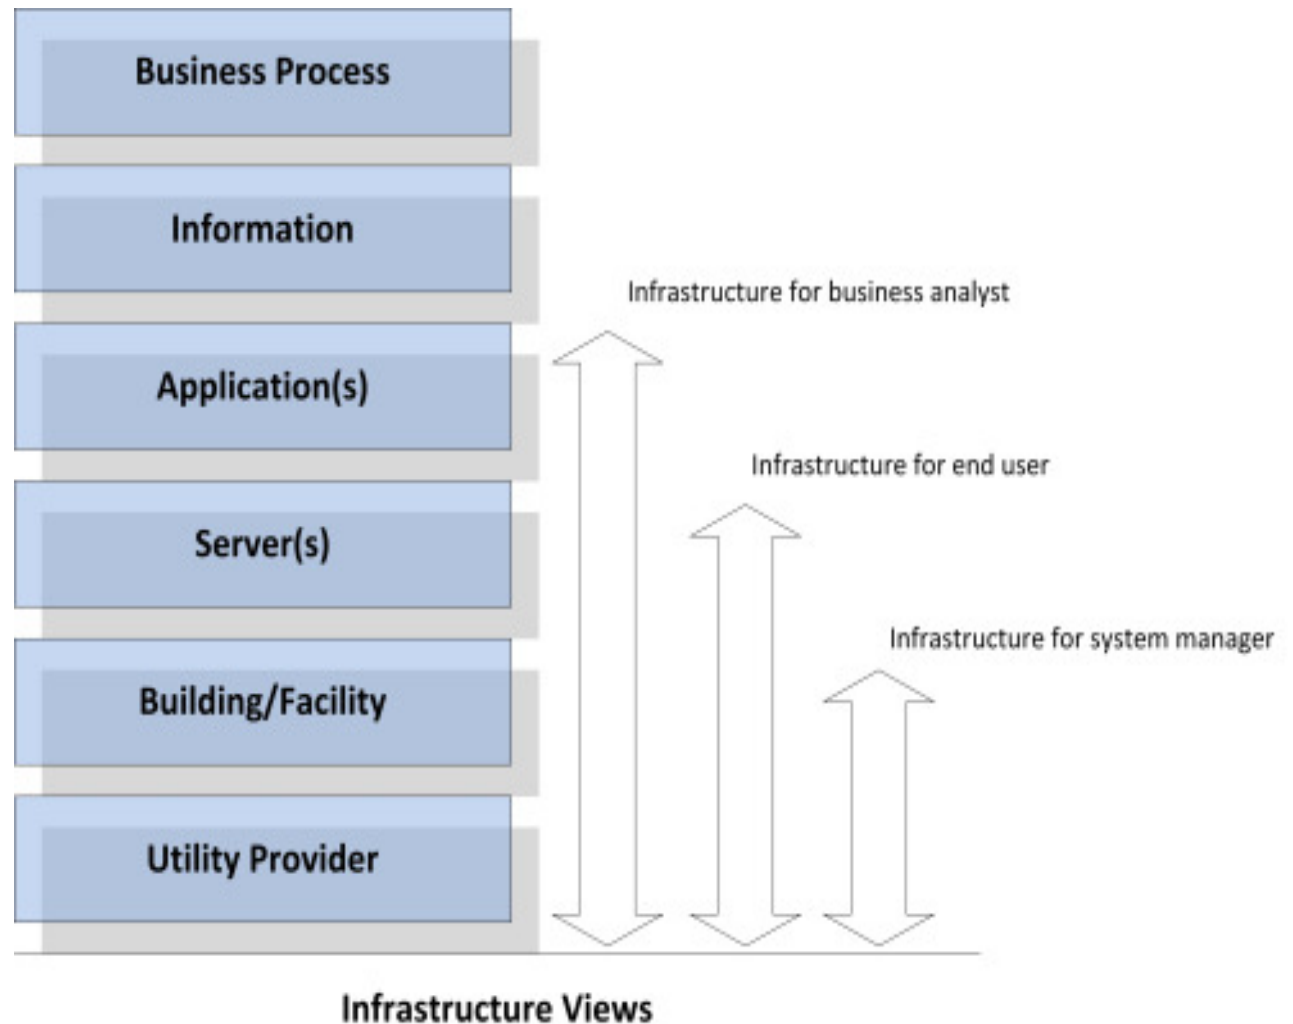 Business Process
Information
Infrastructure for business analyst
Application(s)
Infrastructure for end user
Server(s)
Infrastructure for system manager
Building/Facility
Utility Provider
Infrastructure Views